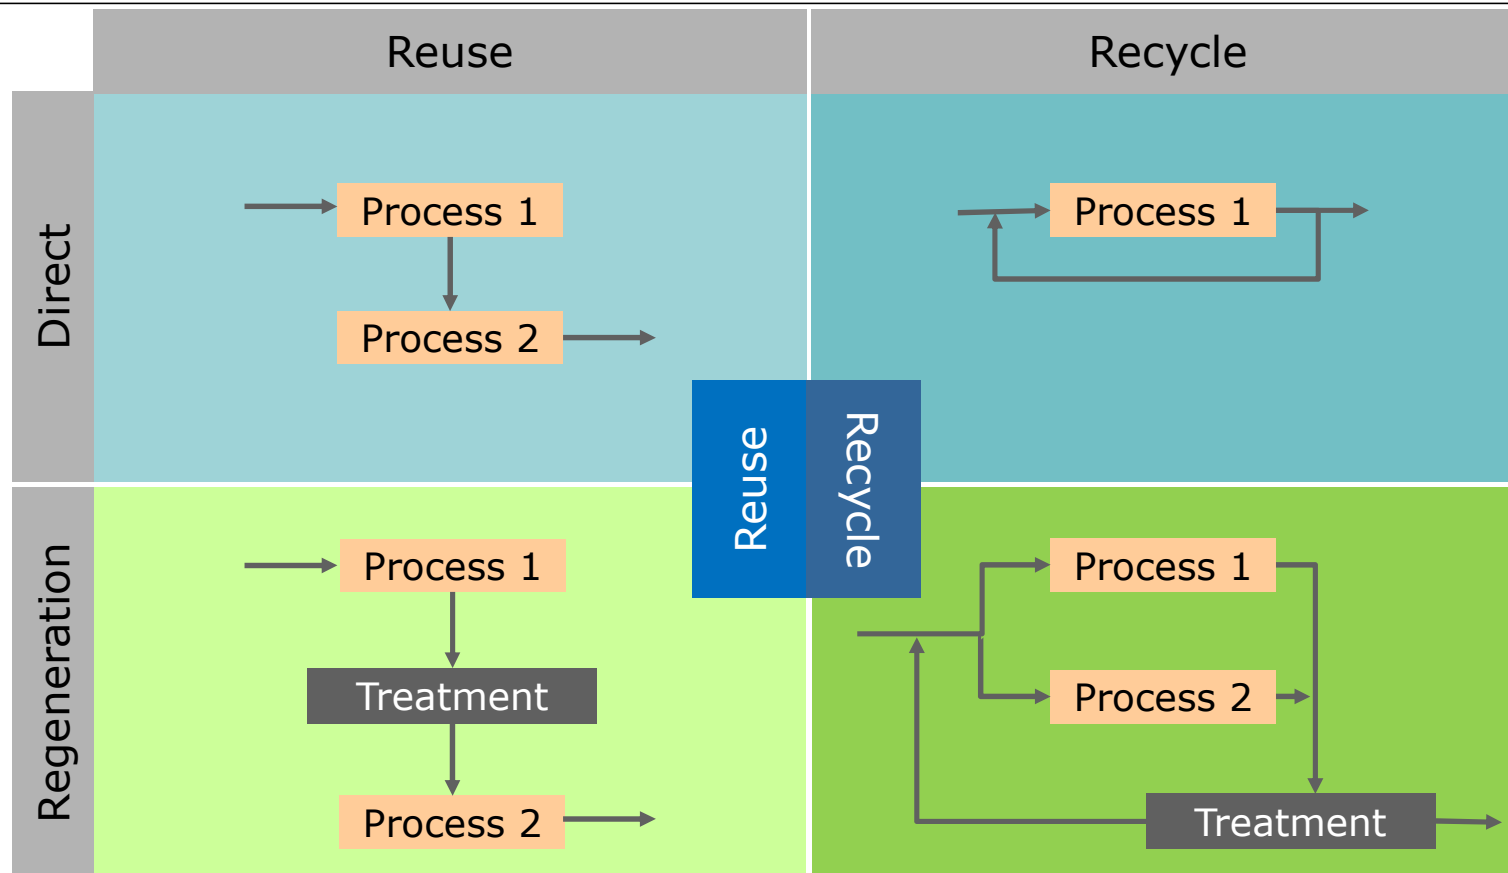 Reuse
Recycle
Direct
Process 1
Process 2
Process 1
Reuse
Recycle
Regeneration
Process 1
Treatment
Process 2
Process 1
Process 2
Treatment